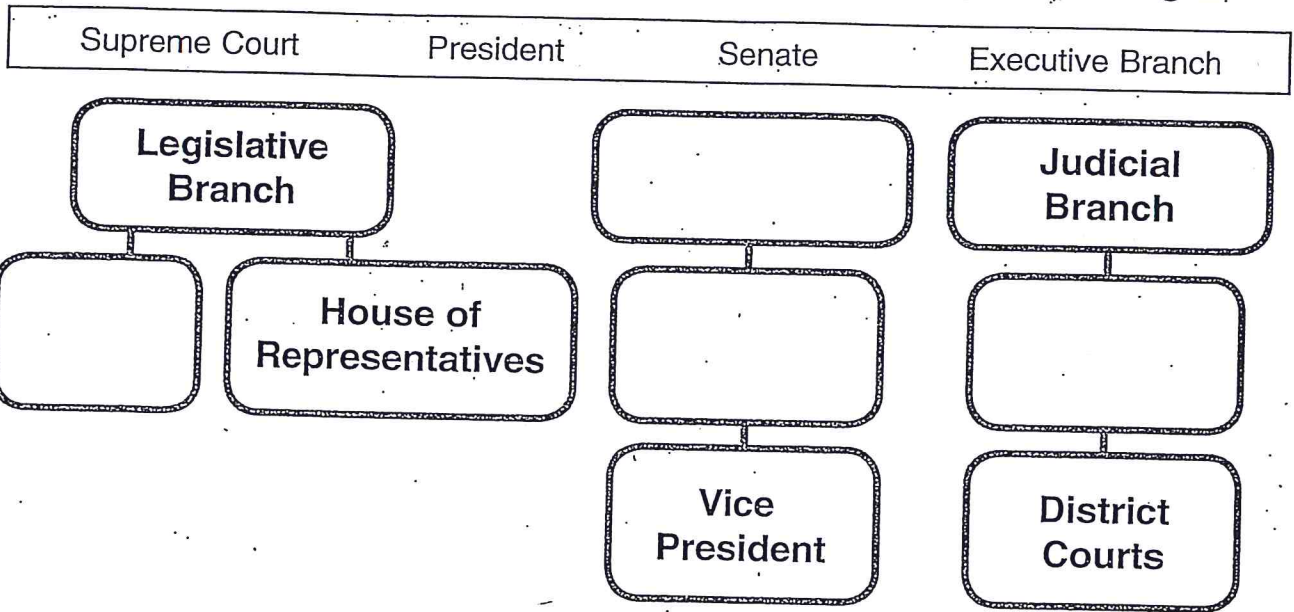 Supreme Court President Senate Executive Branch
Legislative
Branch
Judicial
Branch
House of
Representatives
Vice
President
District
Courts